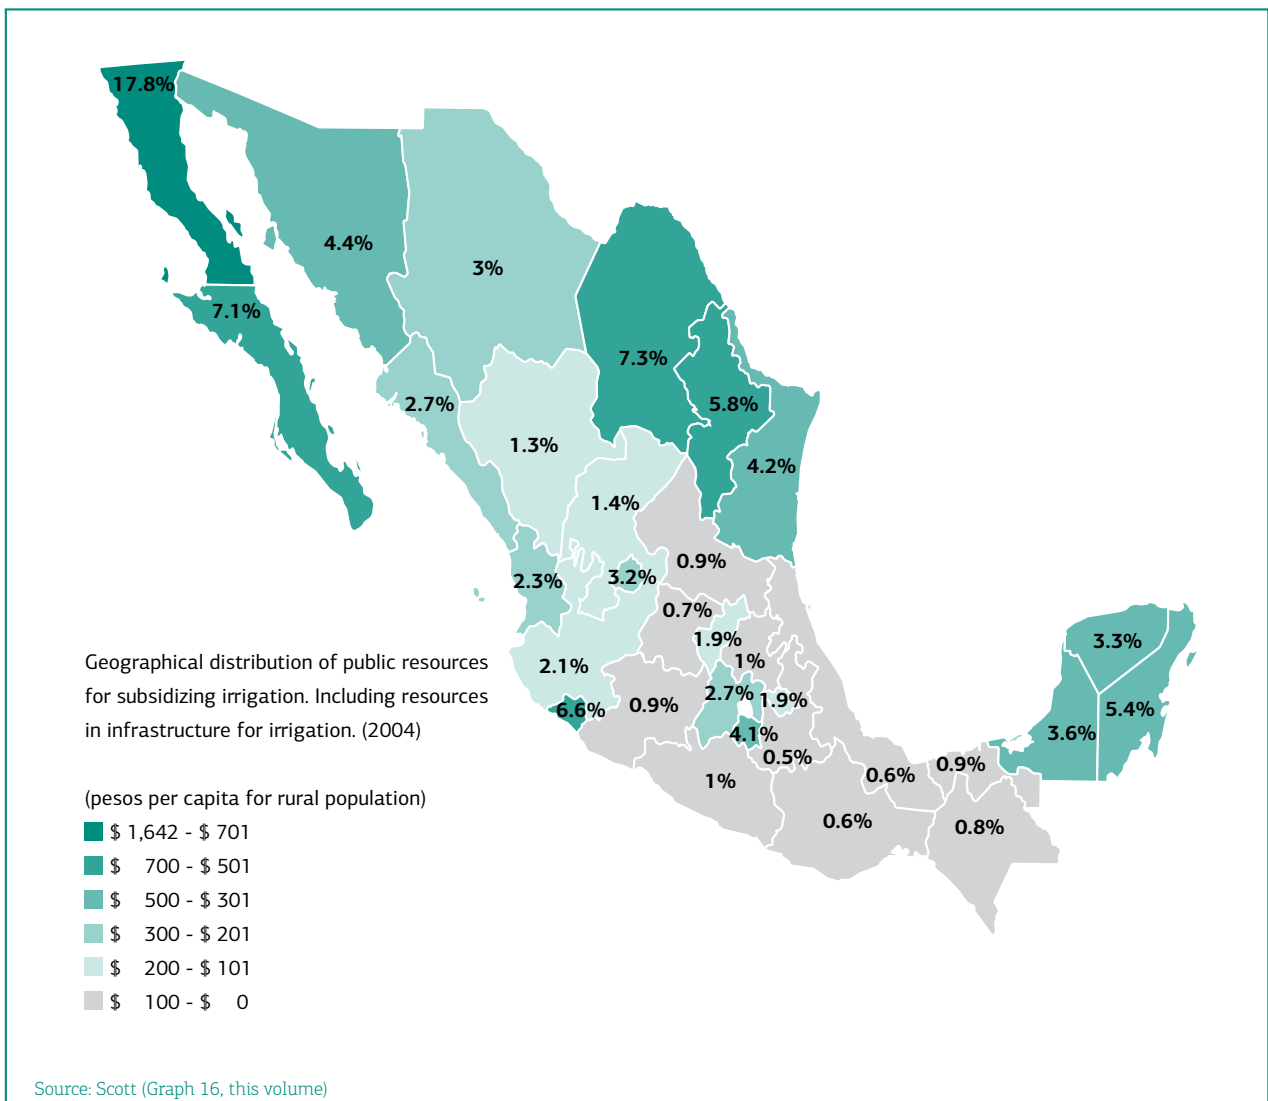 17.8%
4.4%
3%
7.1%
7.3%
2.7%
5.8%
1.3%
4.2%
1.4%
0.9%
2.3%
3.2%
0.7%
1.9%
1%
3.3%
2.1%
2.7%
1.9%
6.6%
0.9%
5.4%
4.1%
3.6%
0.5%
0.9%
0.6%
1%
0.6%
0.8%
Geographical distribution of public resources
for subsidizing irrigation. Including resources
in infrastructure for irrigation. (2004)
(pesos per capita for rural population)
$ 1,642 - $ 701
$ 700 - $ 501
$ 500 - $ 301
$ 300 - $ 201
$ 200 - $ 101
$ 100 - $ 0
Source: Scott (Graph 16, this volume)